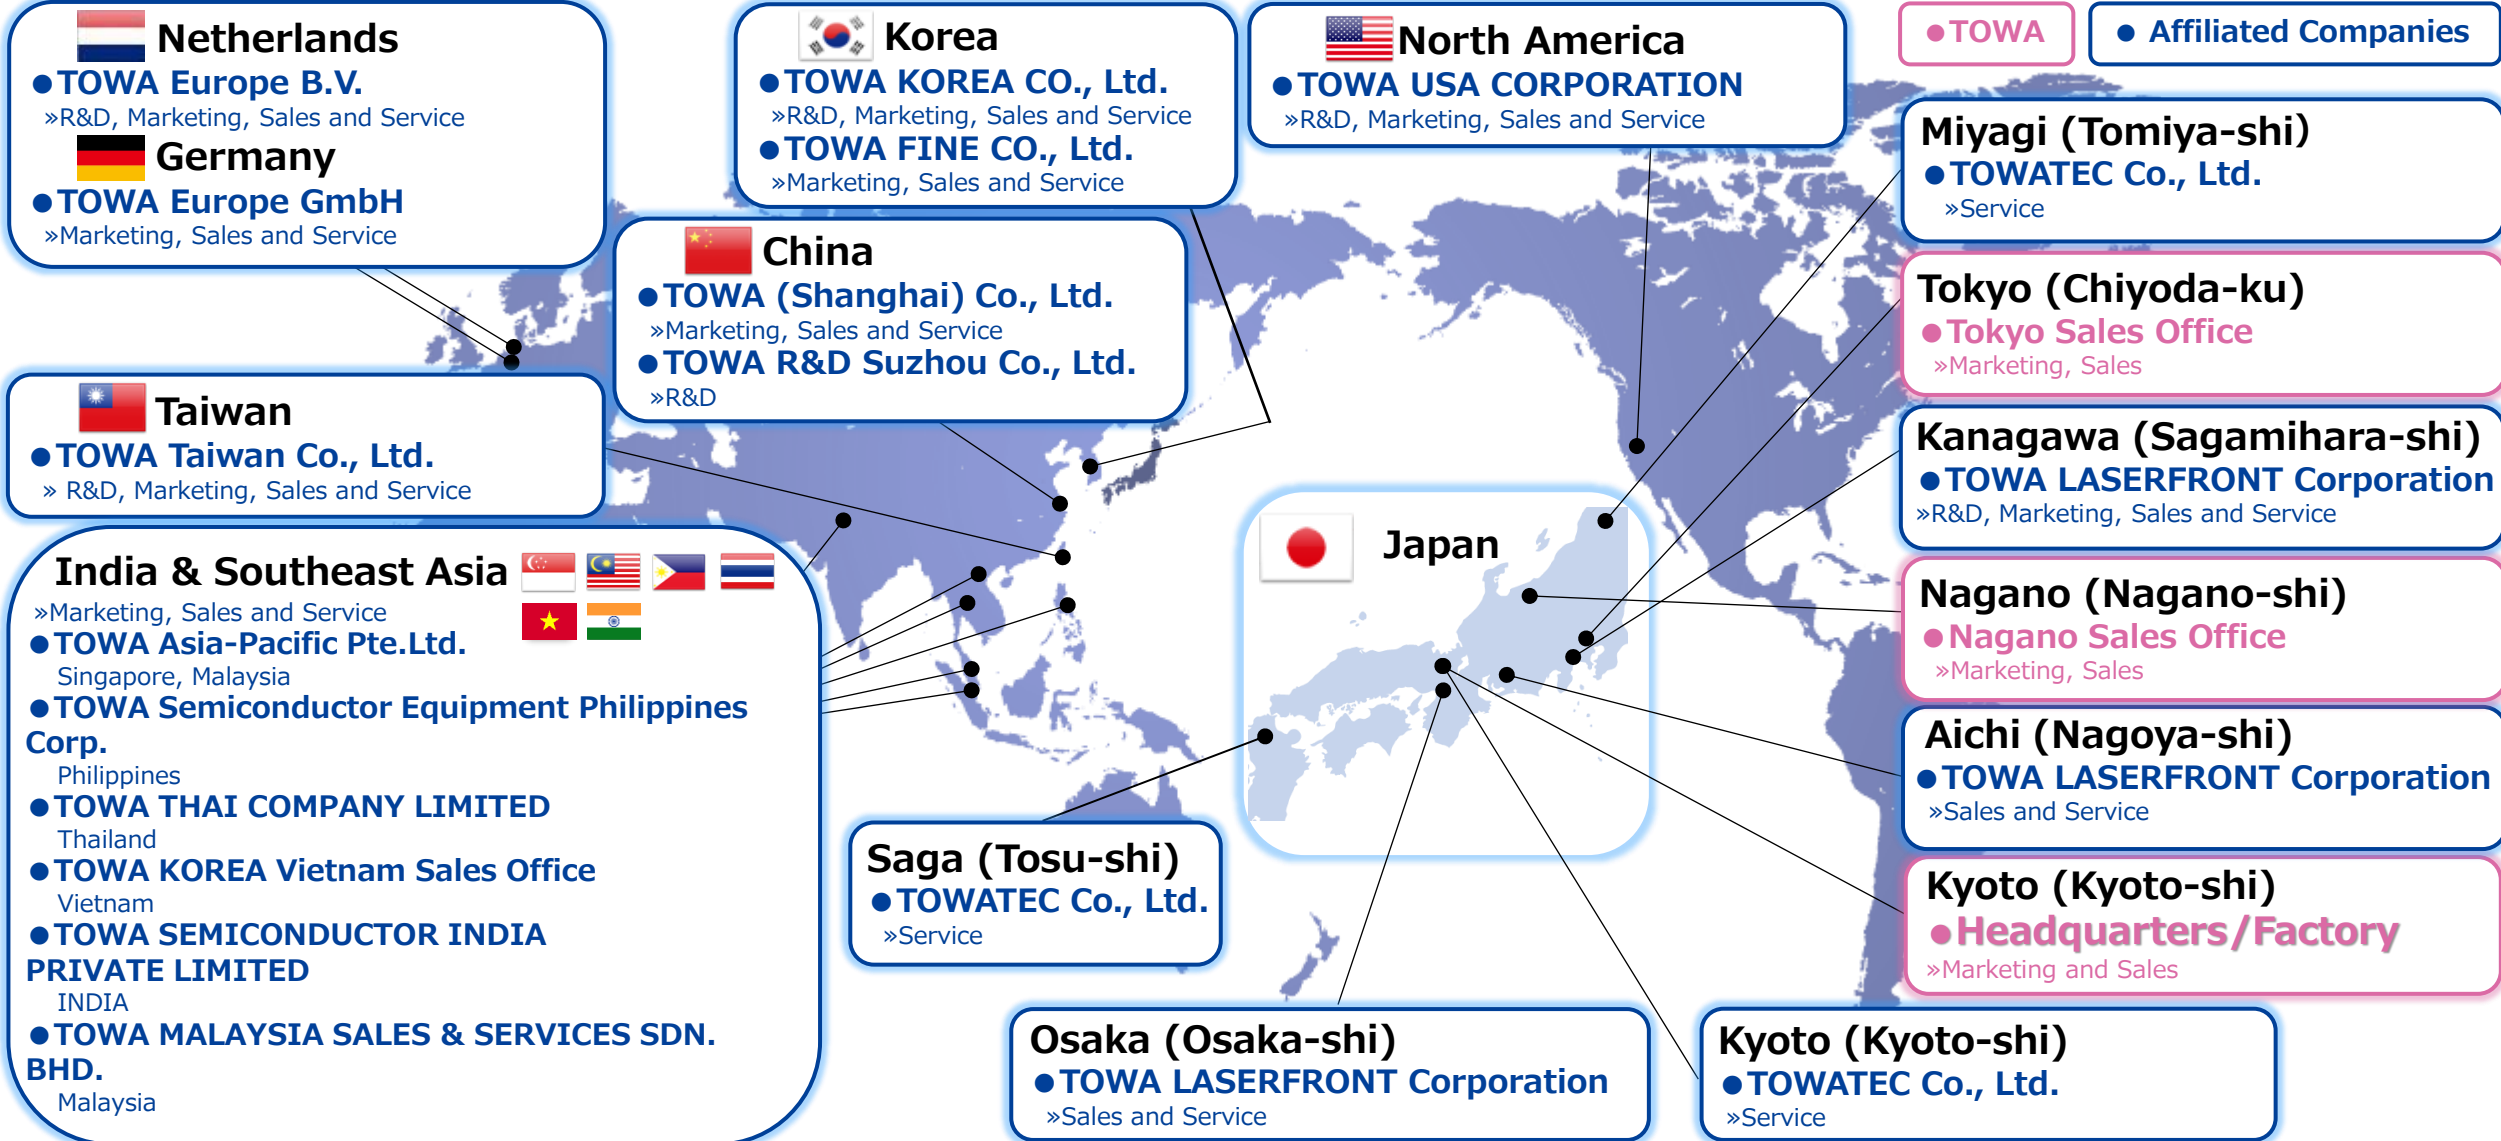 Netherlands
●TOWA Europe B.V.
»R&D, Marketing, Sales and Service
Germany
●TOWA Europe GmbH
»Marketing, Sales and Service
Korea
●TOWA KOREA CO., Ltd.
»R&D, Marketing, Sales and Service
●TOWA FINE CO., Ltd.
»Marketing, Sales and Service
North America
●TOWA USA CORPORATION
»R&D, Marketing, Sales and Service
●TOWA
● Affiliated Companies
China
●TOWA (Shanghai) Co., Ltd.
»Marketing, Sales and Service
●TOWA R&D Suzhou Co., Ltd.
»R&D
Taiwan
●TOWA Taiwan Co., Ltd.
» R&D, Marketing, Sales and Service
India & Southeast Asia
»Marketing, Sales and Service
●TOWA Asia-Pacific Pte.Ltd.
Singapore, Malaysia
●TOWA Semiconductor Equipment Philippines
Corp.
Philippines
●TOWA THAI COMPANY LIMITED
Thailand
●TOWA KOREA Vietnam Sales Office
Vietnam
●TOWA SEMICONDUCTOR INDIA
PRIVATE LIMITED
INDIA
●TOWA MALAYSIA SALES & SERVICES SDN.
BHD.
Malaysia
Japan
Miyagi (Tomiya-shi)
●TOWATEC Co., Ltd.
»Service
Tokyo (Chiyoda-ku)
●Tokyo Sales Office
»Marketing, Sales
Kanagawa (Sagamihara-shi)
●TOWA LASERFRONT Corporation
»R&D, Marketing, Sales and Service
Nagano (Nagano-shi)
●Nagano Sales Office
»Marketing, Sales
Aichi (Nagoya-shi)
●TOWA LASERFRONT Corporation
»Sales and Service
Kyoto (Kyoto-shi)
●Headquarters/Factory
»Marketing and Sales
Saga (Tosu-shi)
●TOWATEC Co., Ltd.
»Service
Osaka (Osaka-shi)
●TOWA LASERFRONT Corporation
»Sales and Service
Kyoto (Kyoto-shi)
●TOWATEC Co., Ltd.
»Service